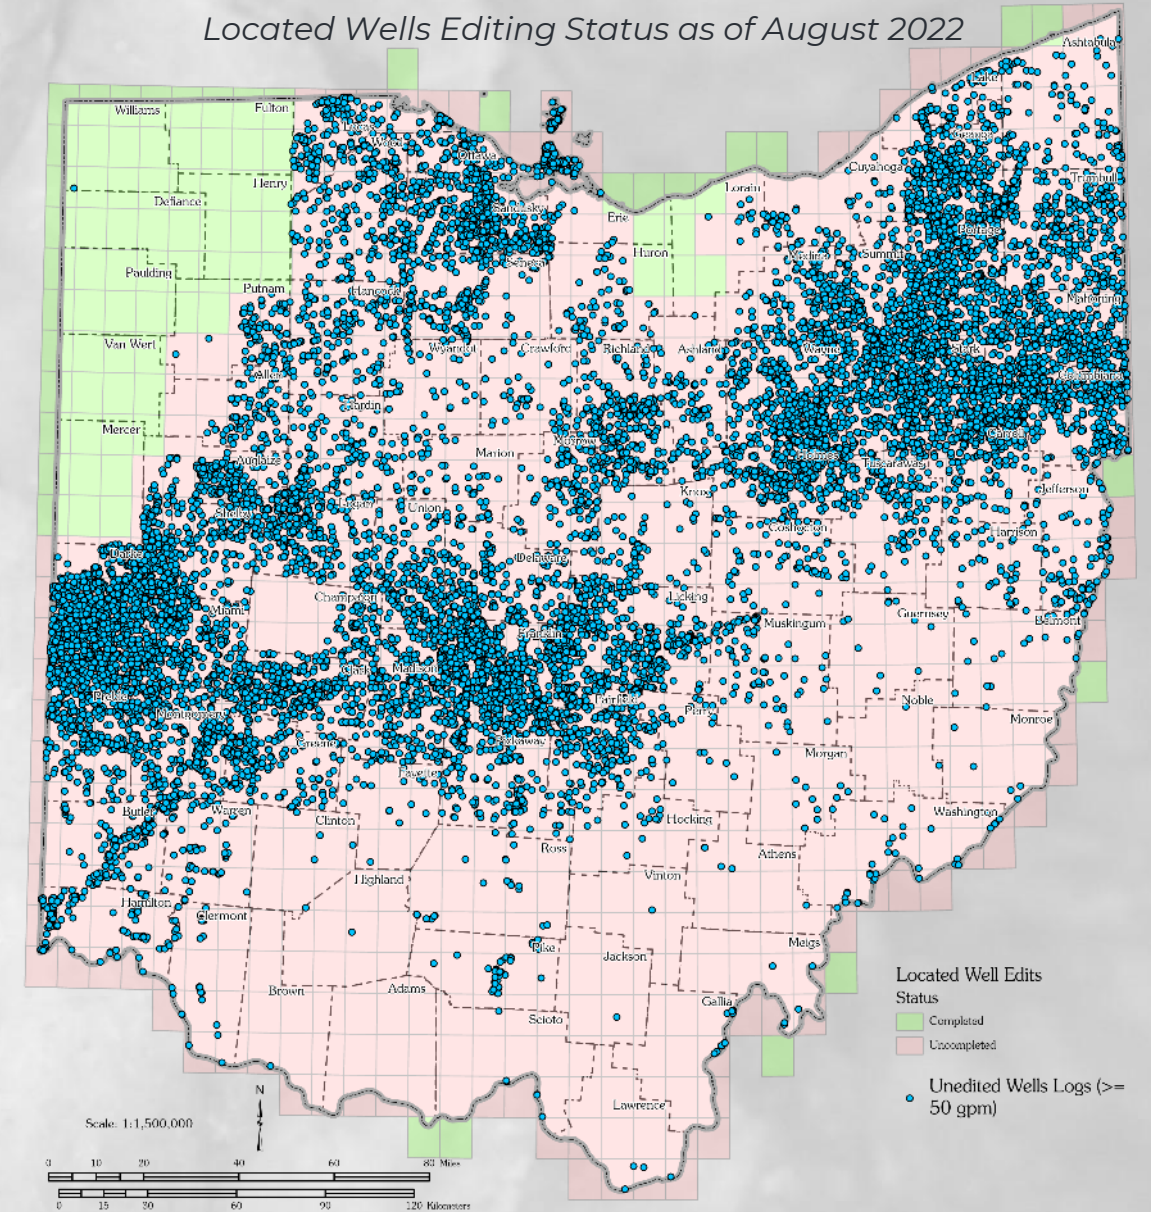 Located Wells Editing Status as of August 2022
Ashtabula
Lake
Williams
Fulton
Lucas
Wood
Ottawa
Geauga
Cuyahoga
Trumbull
Henry
Lorain
Defiance
Sandusky
Erie
Portage
Huron
Medina
Summit
Seneca
Paulding
Putnam
Hancock
Mahoning
Van Wert
Wyandot
Crawford
Richland
Ashland
Wayne
Stark
Allen
Columbiana
Hardin
Mercer
Carroll
Morrow
Marion
Holmes
Auglaize
Tuscarawas
Knox
Jefferson
Logan
Union
Shelby
Coshocton
Harrison
Darke
Delaware
Champaign
Licking
Miami
Guernsey
Belmont
Muskingum
Franklin
Clark
Madison
Preble
Fairfield
Noble
Perry
Montgomery
Monroe
Greene
Pickaway
Morgan
Fayette
Butler
Warren
Clinton
Hocking
Washington
Ross
Athens
Highland
Vinton
Hamilton
Clermont
Meigs
Pike
Jackson
Brown
Adams
Gallia
Scioto
Lawrence
Located Well Edits
Status
Completed
Uncompleted
Unedited Wells Logs (>=
50 gpm)
N
Scale: 1:1,500,000
0 10 20 40 60 80 Miles
0 15 30 60 90 120 Kilometers